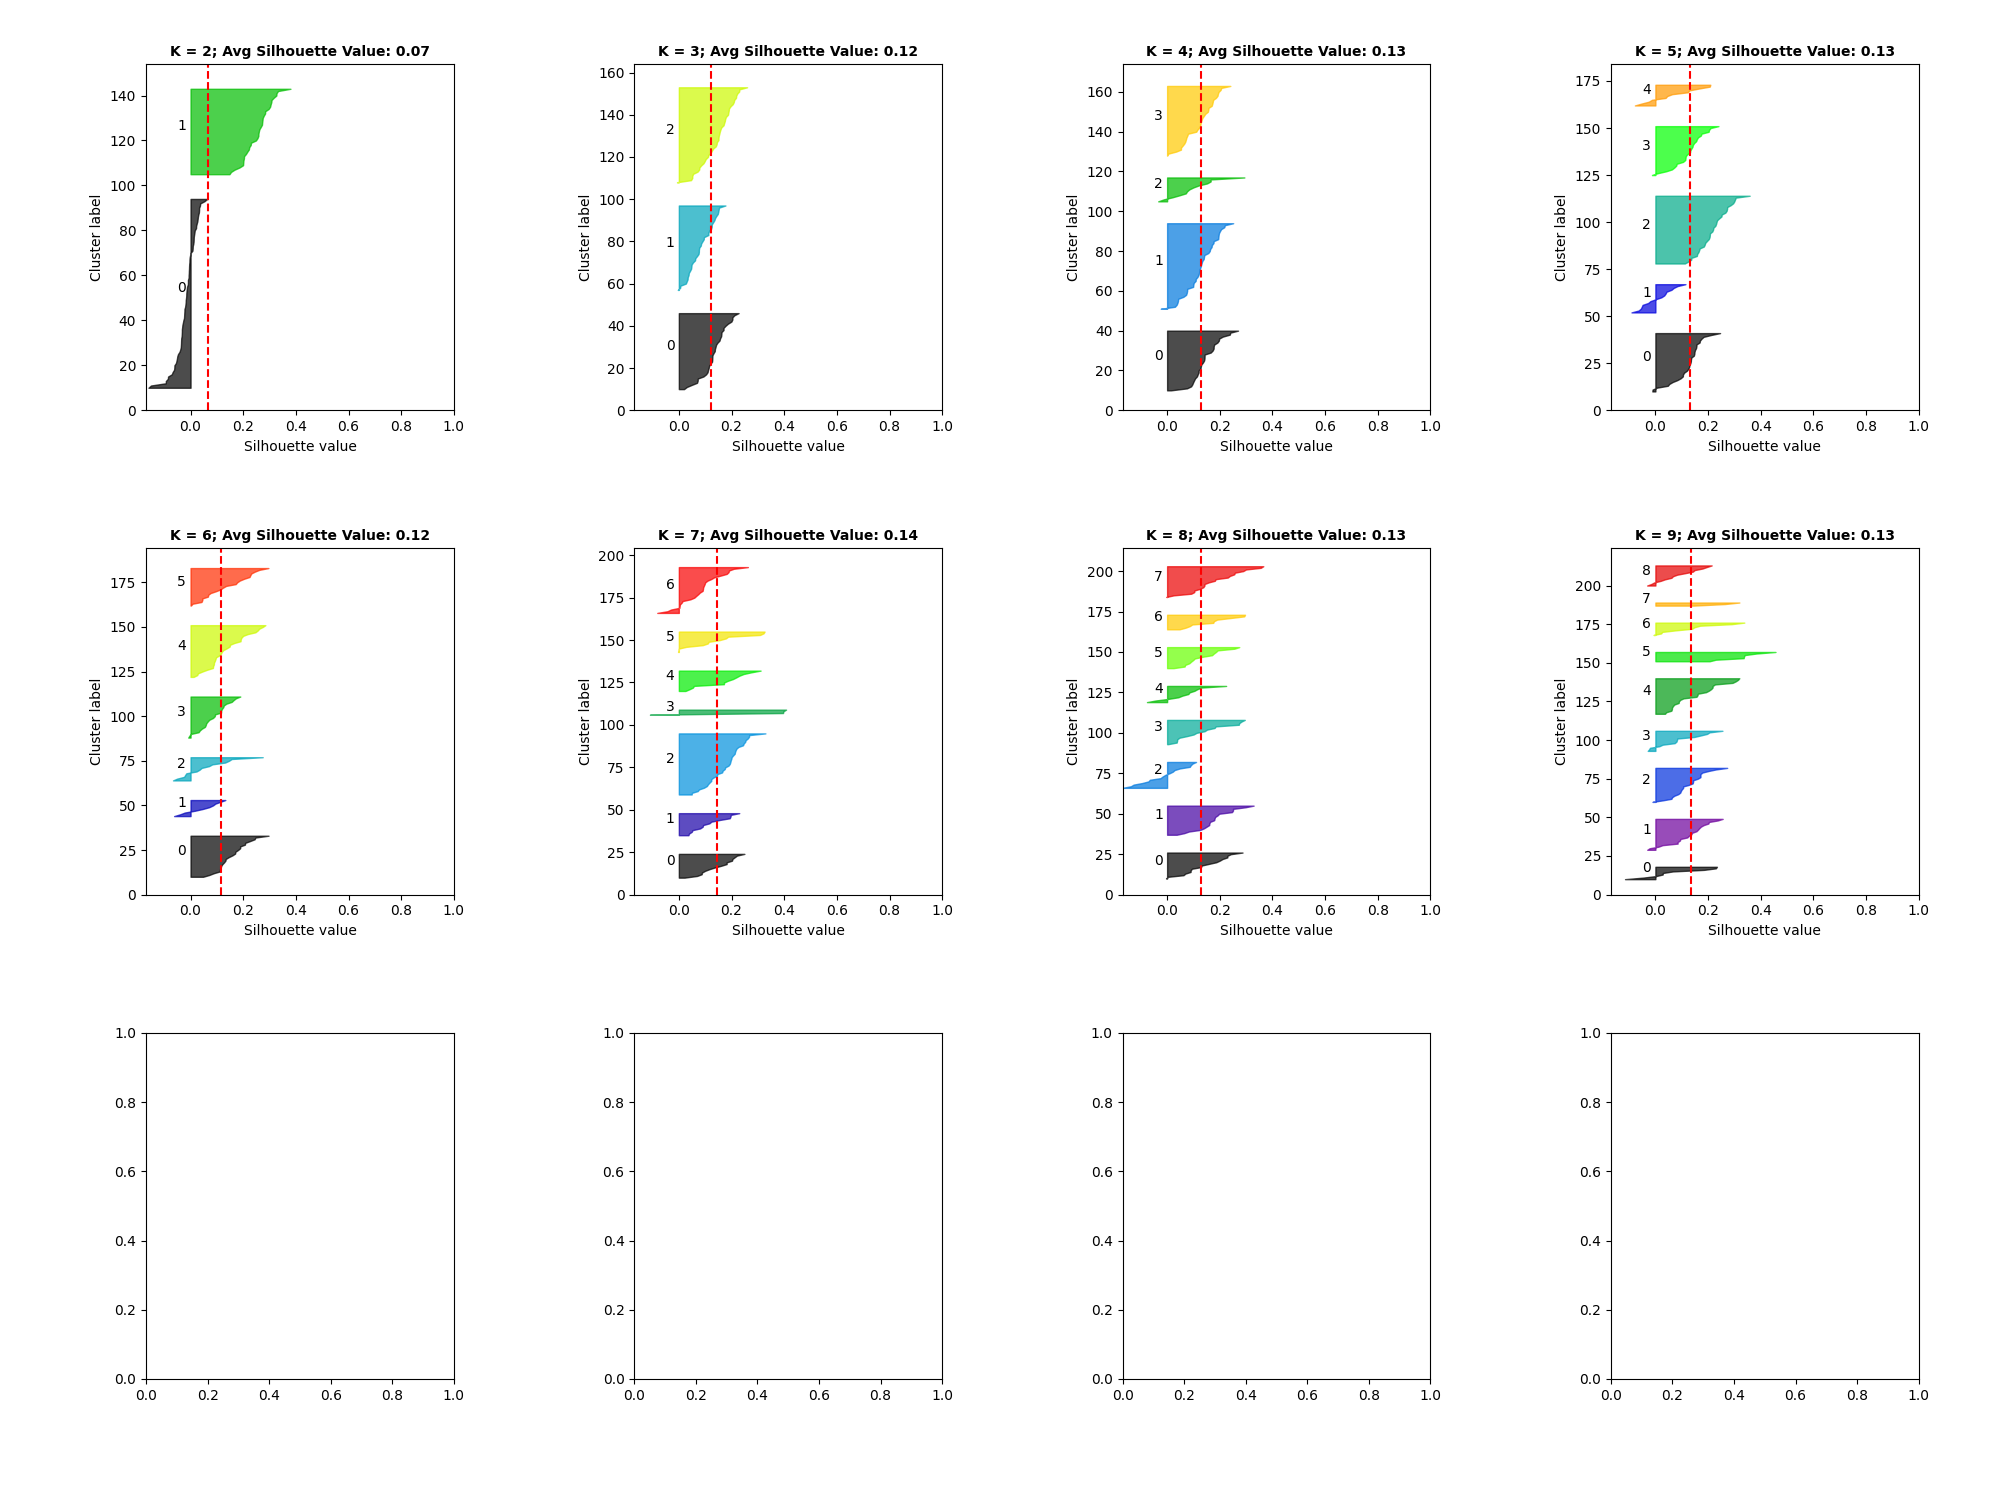 K = 2; Avg Silhouette Value: 0.07
K = 3; Avg Silhouette Value: 0.12
K = 4; Avg Silhouette Value: 0.13
K = 5; Avg Silhouette Value: 0.13
Cluster label
0 20 40 60 80 100 120 140
0 1
0.0 0.2 0.4 0.6 0.8 1.0
Silhouette value
Cluster label
0 20 40 60 80 100 120 140 160
0 1 2
0.0 0.2 0.4 0.6 0.8 1.0
Silhouette value
Cluster label
0 20 40 60 80 100 120 140 160
0 1 2 3
0.0 0.2 0.4 0.6 0.8 1.0
Silhouette value
Cluster label
0 25 50 75 100 125 150 175
0 1 2 3 4
0.0 0.2 0.4 0.6 0.8 1.0
Silhouette value
K = 6; Avg Silhouette Value: 0.12
K = 7; Avg Silhouette Value: 0.14
K = 8; Avg Silhouette Value: 0.13
K = 9; Avg Silhouette Value: 0.13
Cluster label
0 25 50 75 100 125 150 175
0 1 2 3 4 5
0.0 0.2 0.4 0.6 0.8 1.0
Silhouette value
Cluster label
0 25 50 75 100 125 150 175 200
0 1 2 3 4 5 6
0.0 0.2 0.4 0.6 0.8 1.0
Silhouette value
Cluster label
0 25 50 75 100 125 150 175 200
0 1 2 3 4 5 6 7
0.0 0.2 0.4 0.6 0.8 1.0
Silhouette value
Cluster label
0 25 50 75 100 125 150 175 200
0 1 2 3 4 5 6 7 8
0.0 0.2 0.4 0.6 0.8 1.0
Silhouette value
0.0 0.2 0.4 0.6 0.8 1.0
0.0 0.2 0.4 0.6 0.8 1.0
0.0 0.2 0.4 0.6 0.8 1.0
0.0 0.2 0.4 0.6 0.8 1.0
0.0 0.2 0.4 0.6 0.8 1.0
0.0 0.2 0.4 0.6 0.8 1.0
0.0 0.2 0.4 0.6 0.8 1.0
0.0 0.2 0.4 0.6 0.8 1.0